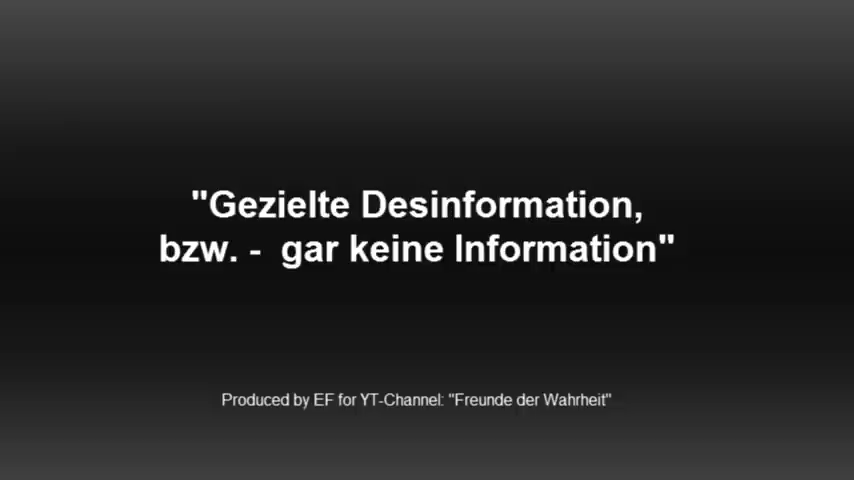 "Gezielte Desinformation,
bzw. -  gar keine Information"
Produced by EF for YT-Channel: "Freunde der Wahrheit"